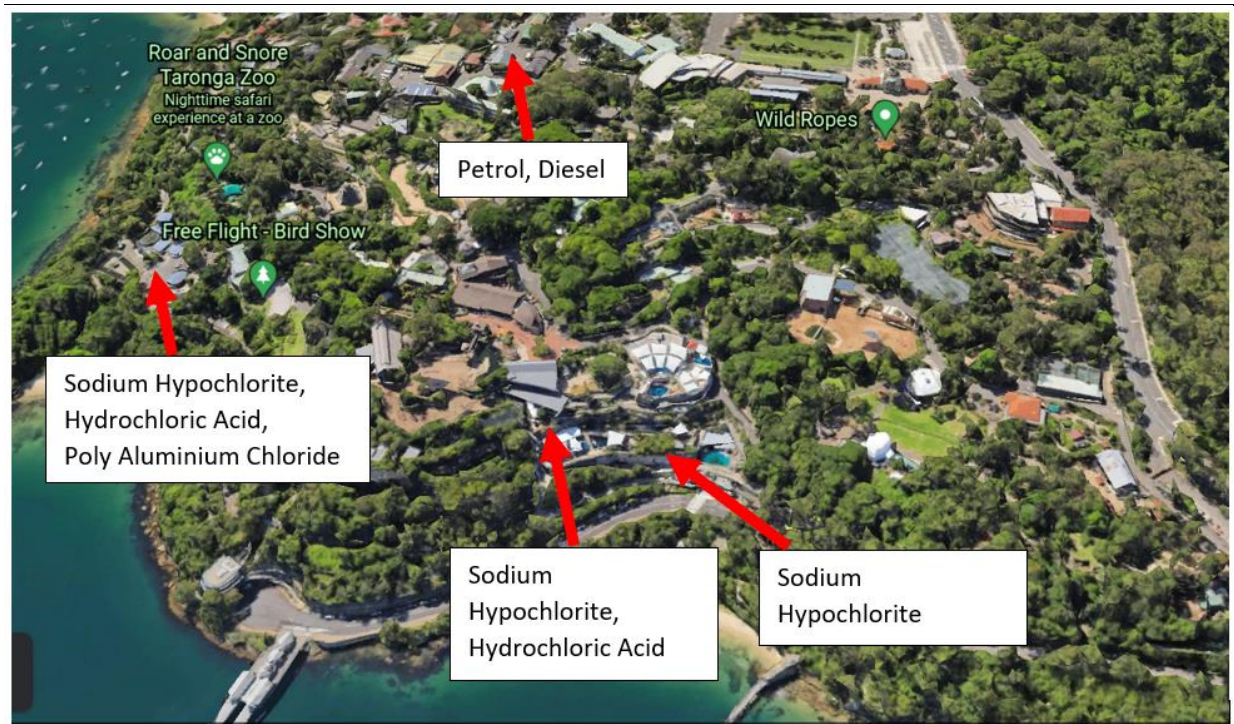 Roar and Snore
Taronga Zoo
Nighttime safari
experience at a zoo
Wild Ropes
Petrol, Diesel
Free Flight - Bird Show
Sodium Hypochlorite,
Hydrochloric Acid,
Poly Aluminium Chloride
Sodium
Hypochlorite,
Hydrochloric Acid
Sodium
Hypochlorite